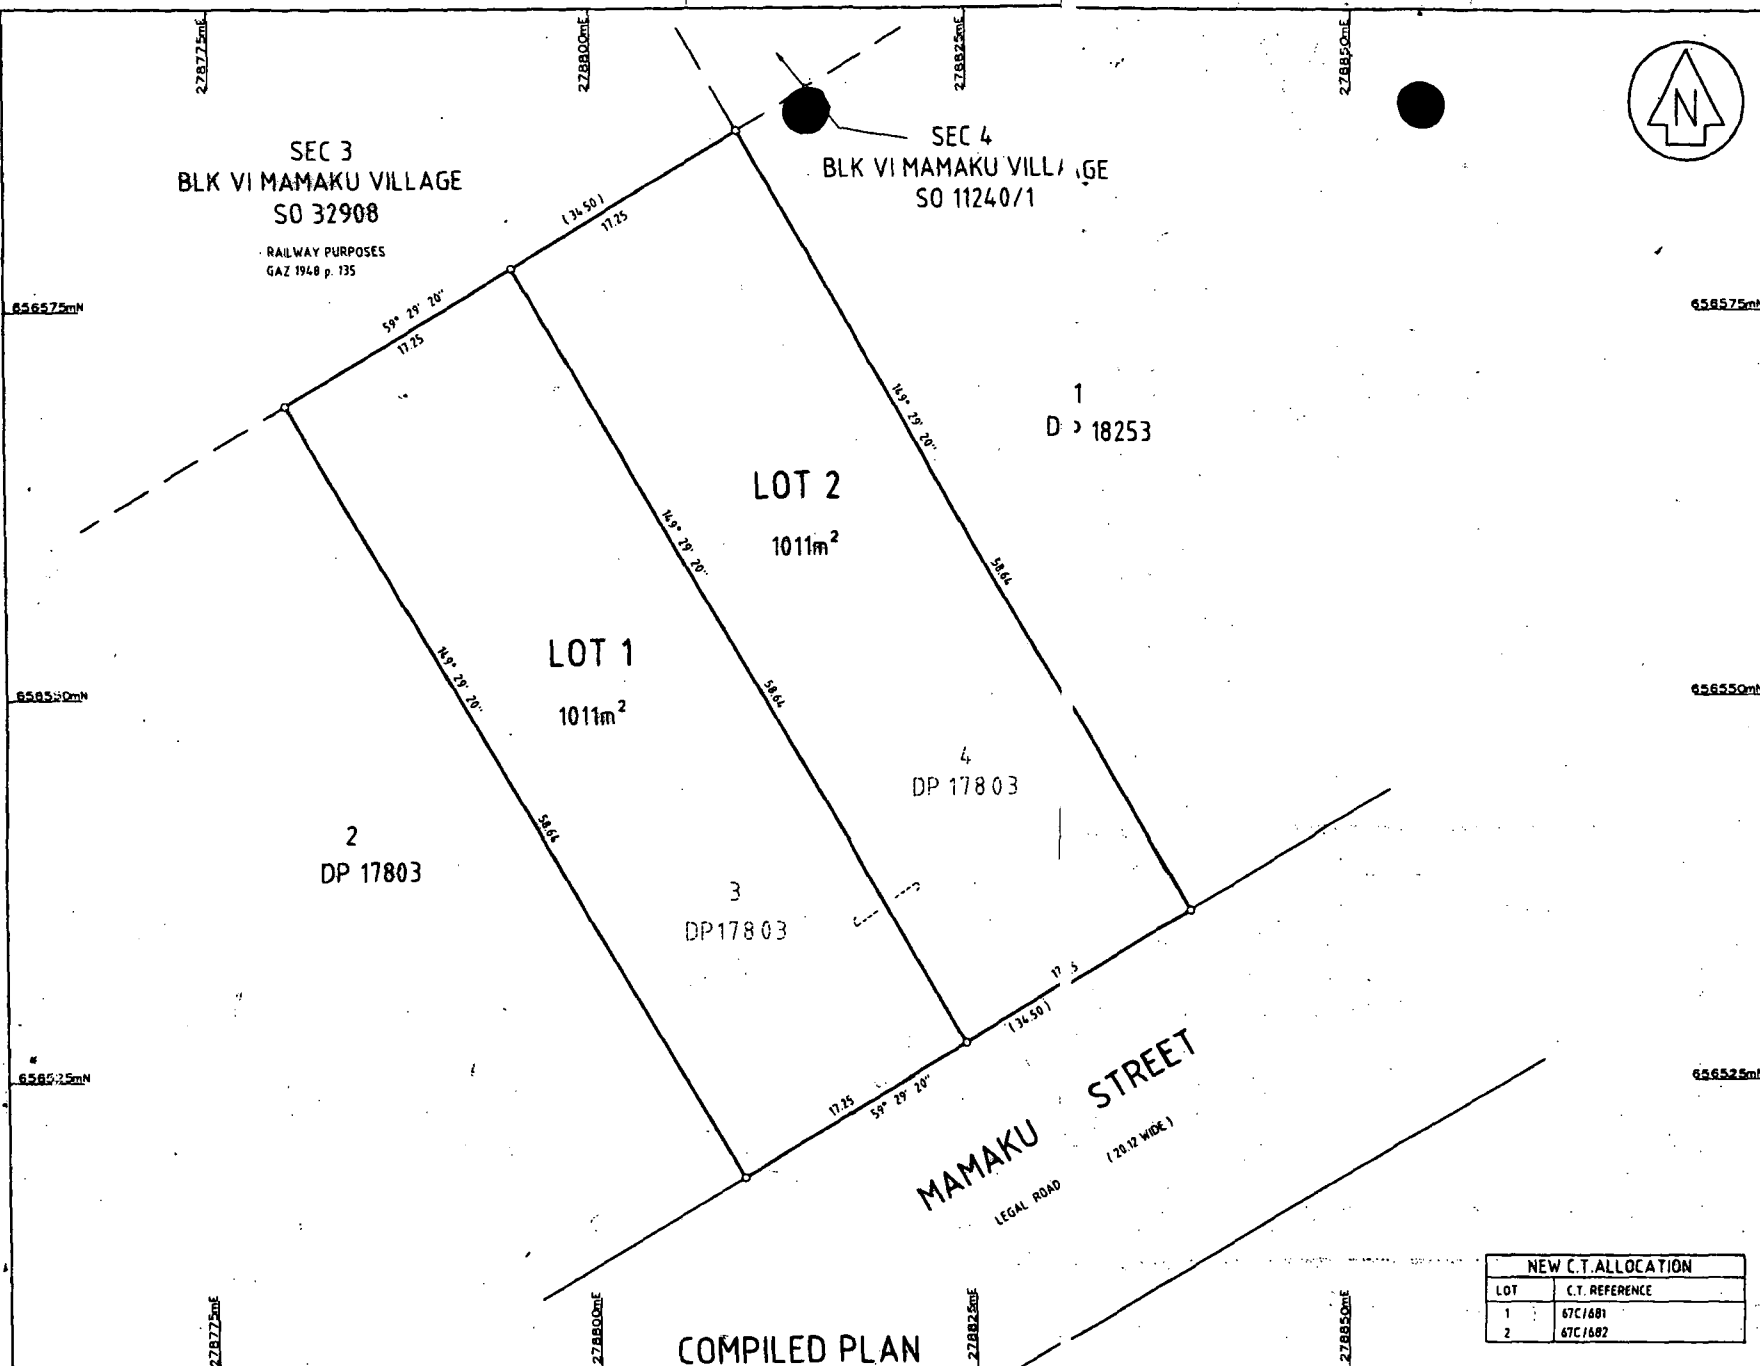 278775mE
278800mE
278825mE
278850mE
N
SEC 3
BLK VI MAMAKU VILLAGE
SO 32908
RAILWAY PURPOSES
GAZ 1948 p. 135
SEC 4
BLK VI MAMAKU VILLAGE
SO 11240/1
(34.50)
17.25
59° 29' 20"
17.25
656575mN
656575mN
1
DP 18253
149° 29' 20"
LOT 2
1011m²
149° 29' 20"
58.64
LOT 1
1011m²
149° 29' 20"
58.64
656550mN
656550mN
4
DP 17803
2
DP 17803
58.64
3
DP17803
(34.50)
656525mN
656525mN
17.25
59° 29' 20"
MAMAKU STREET
LEGAL ROAD (20.12 WIDE)
NEW C.T. ALLOCATION
LOT C.T. REFERENCE
1 67C/681
2 67C/682
278775mE
278800mE
278825mE
278850mE
COMPILED PLAN